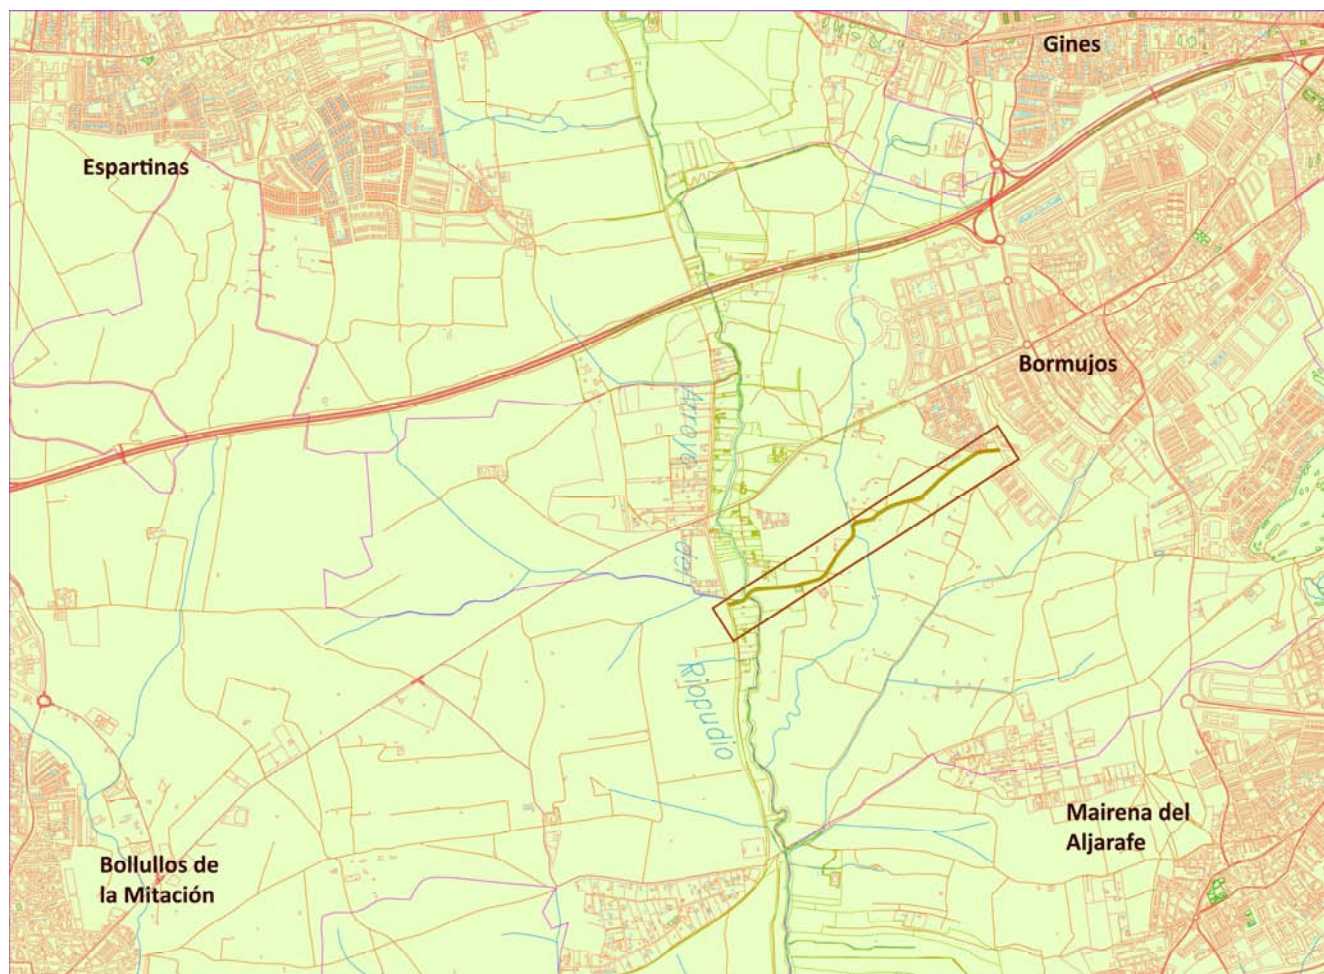 Gines
Espartinas
Bormujos
Arroyo
del
Riopudio
Mairena del
Aljarafe
Bollullos de
la Mitación